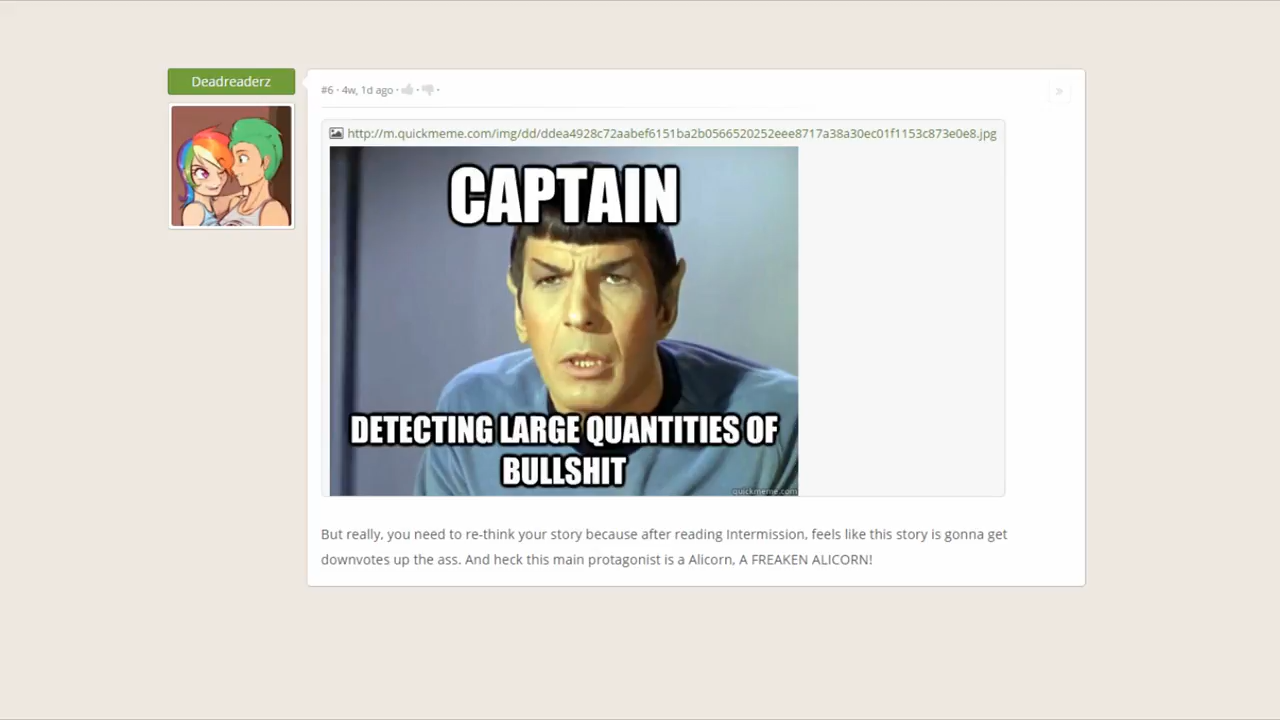 Deadreaderz
#6 · 4w, 1d ago · · ·
http://m.quickmeme.com/img/dd/ddea4928c72aabef6151ba2b0566520252eee8717a38a30ec01f1153c873e0e8.jpg
CAPTAIN
DETECTING LARGE QUANTITIES OF
BULLSHIT
quickmeme.com
But really, you need to re-think your story because after reading Intermission, feels like this story is gonna get
downvotes up the ass. And heck this main protagonist is a Alicorn, A FREAKEN ALICORN!